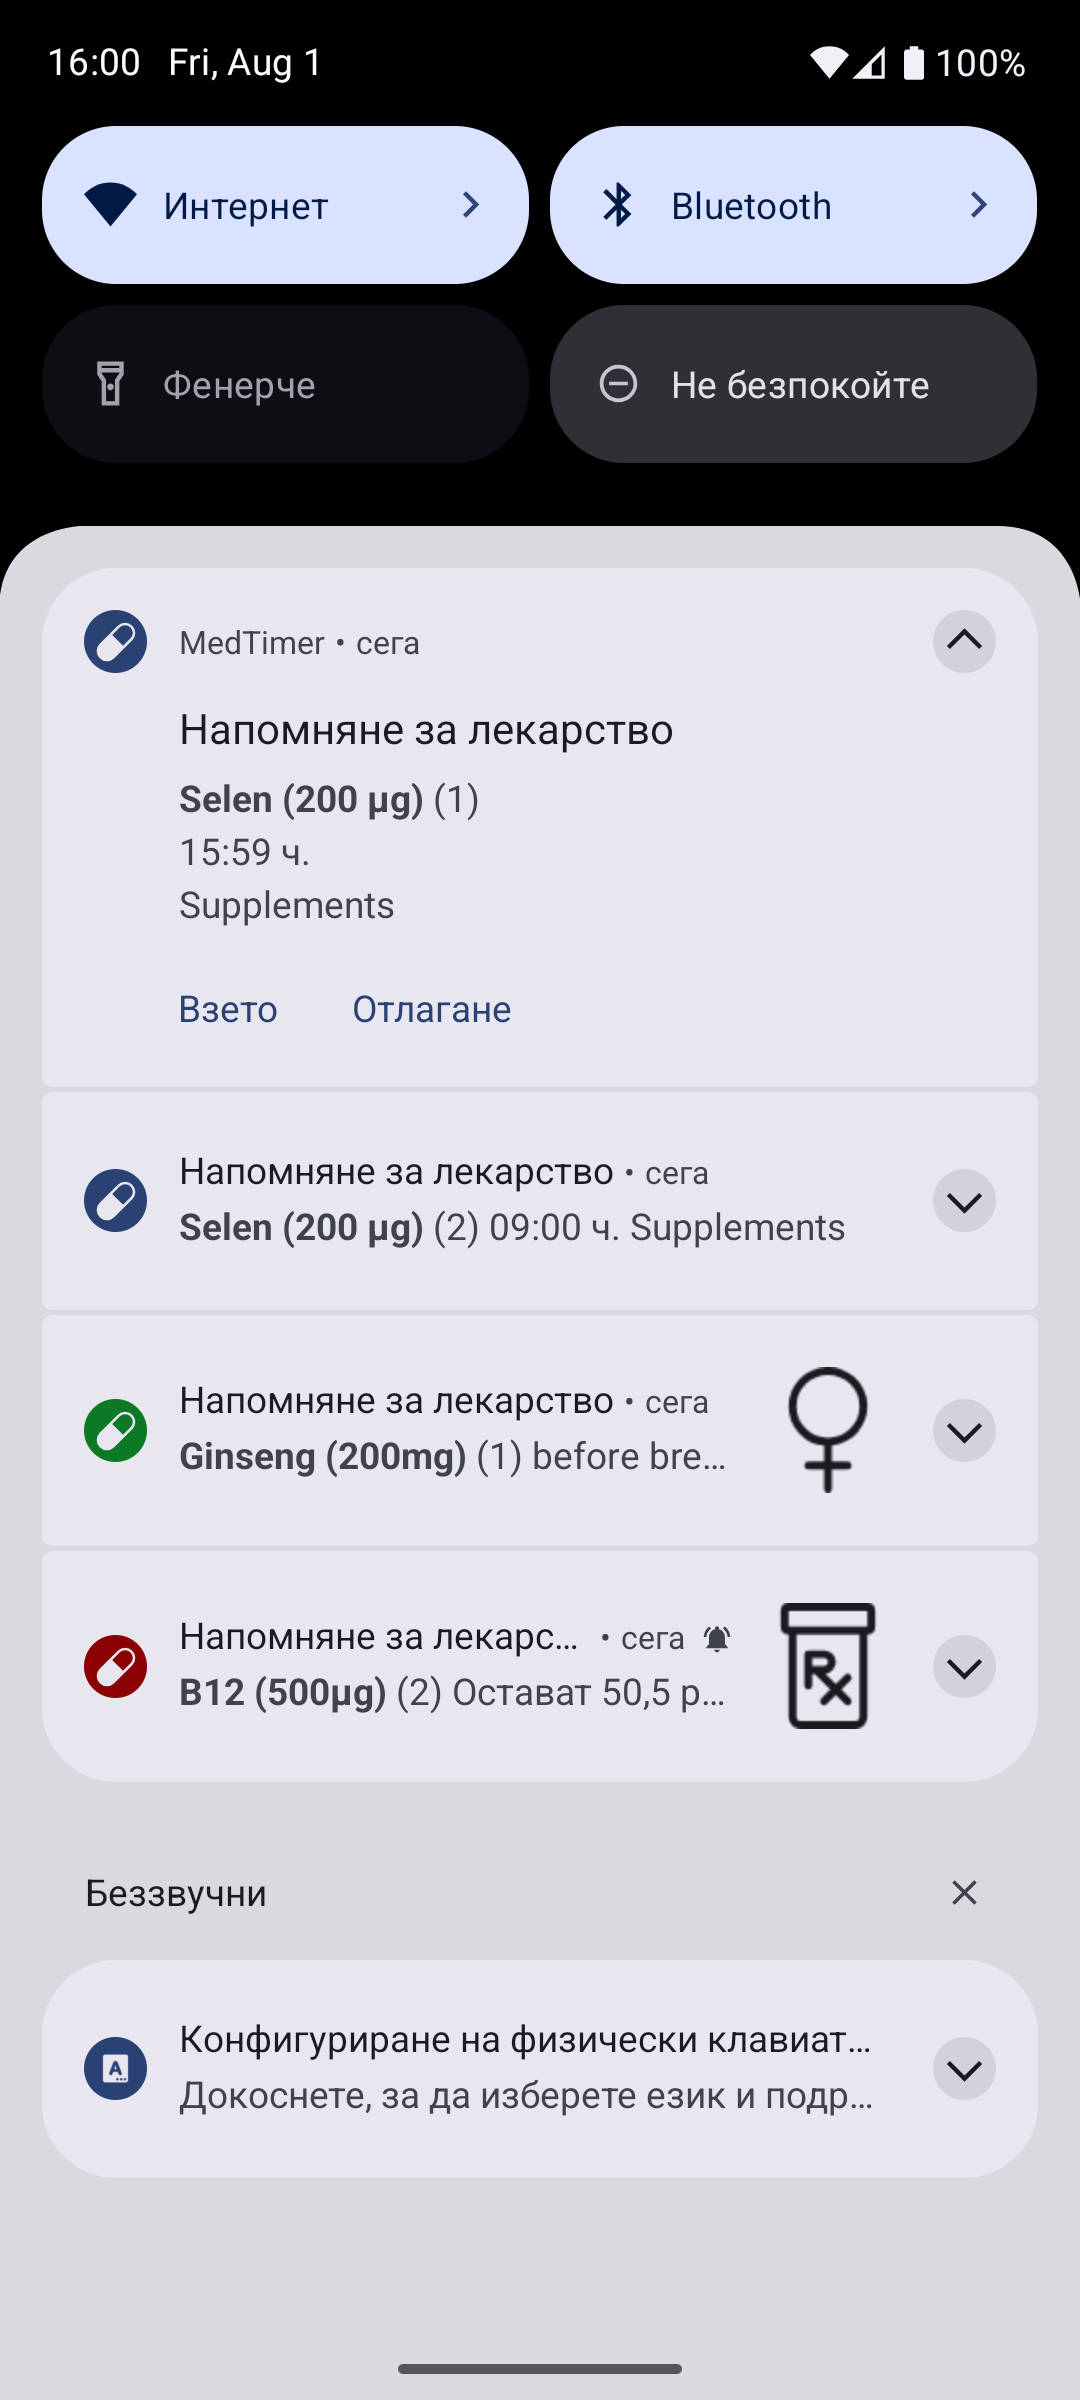 16:00 Fri, Aug 1
100%
Интернет
Bluetooth
Фенерче
Не безпокойте
MedTimer • сега
Напомняне за лекарство
Selen (200 µg) (1)
15:59 ч.
Supplements
Взето Отлагане
Напомняне за лекарство • сега
Selen (200 µg) (2) 09:00 ч. Supplements
Напомняне за лекарство • сега
Ginseng (200mg) (1) before bre…
Напомняне за лекарс… • сега
B12 (500µg) (2) Остават 50,5 р…
Rx
Беззвучни
Конфигуриране на физически клавиат…
A
Докоснете, за да изберете език и подр…